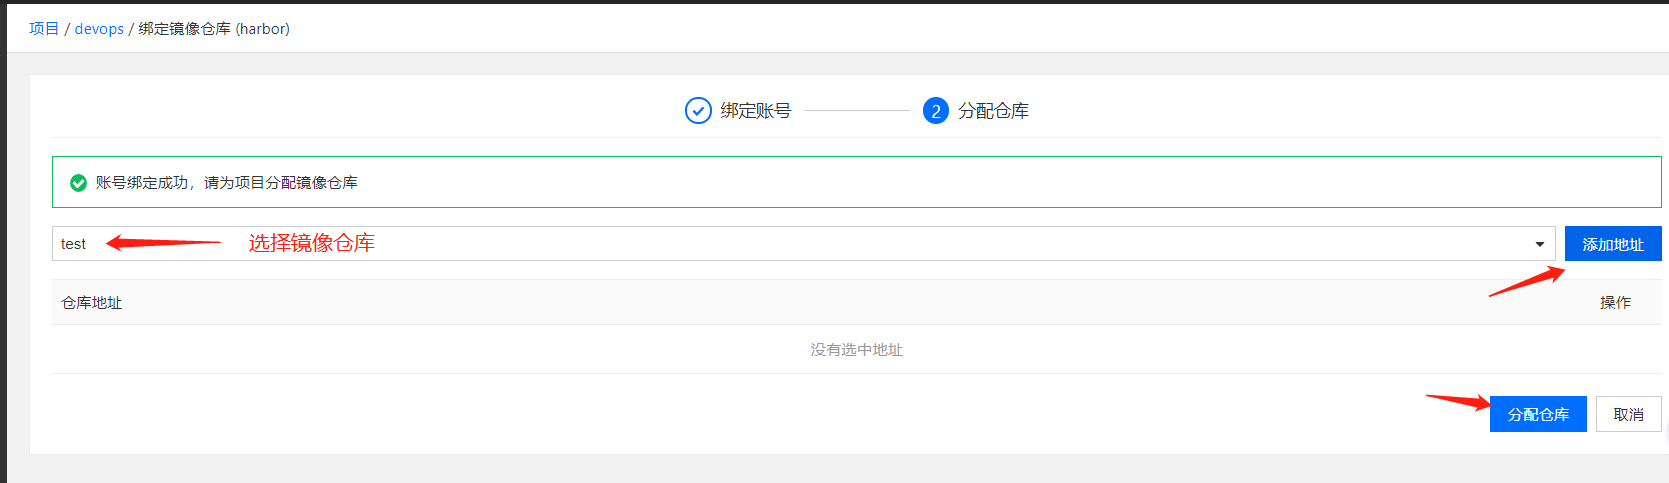 项目 / devops / 绑定镜像仓库 (harbor)
绑定账号 2 分配仓库
账号绑定成功，请为项目分配镜像仓库
test 选择镜像仓库 添加地址
仓库地址 操作
没有选中地址
分配仓库 取消